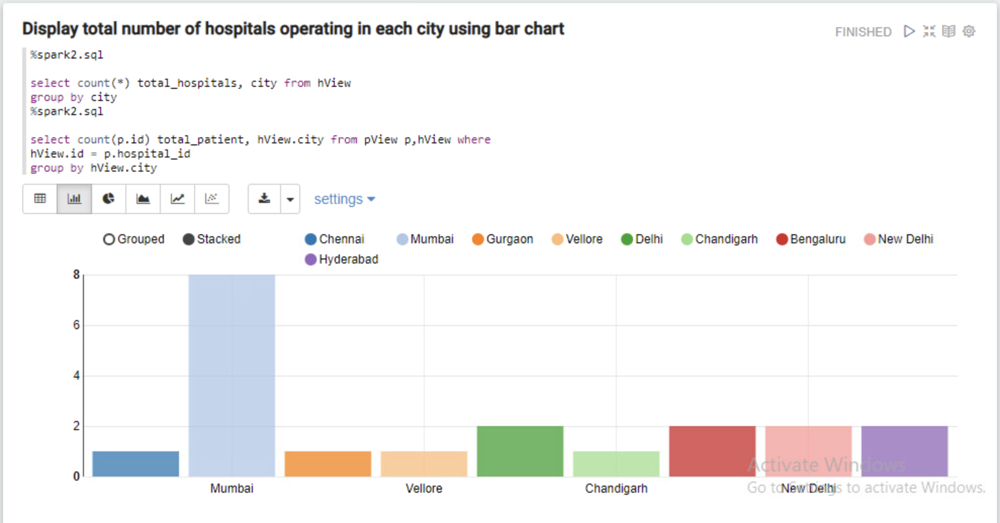 Display total number of hospitals operating in each city using bar chart
FINISHED
%spark2.sql
select count(*) total_hospitals, city from hView
group by city
%spark2.sql
select count(p.id) total_patient, hView.city from pView p,hView where
hView.id = p.hospital_id
group by hView.city
settings
Grouped Stacked Chennai Mumbai Gurgaon Vellore Delhi Chandigarh Bengaluru New Delhi
Hyderabad
8
6
4
2
0
Mumbai Vellore Chandigarh New Delhi
Activate Windows
Go to Settings to activate Windows.